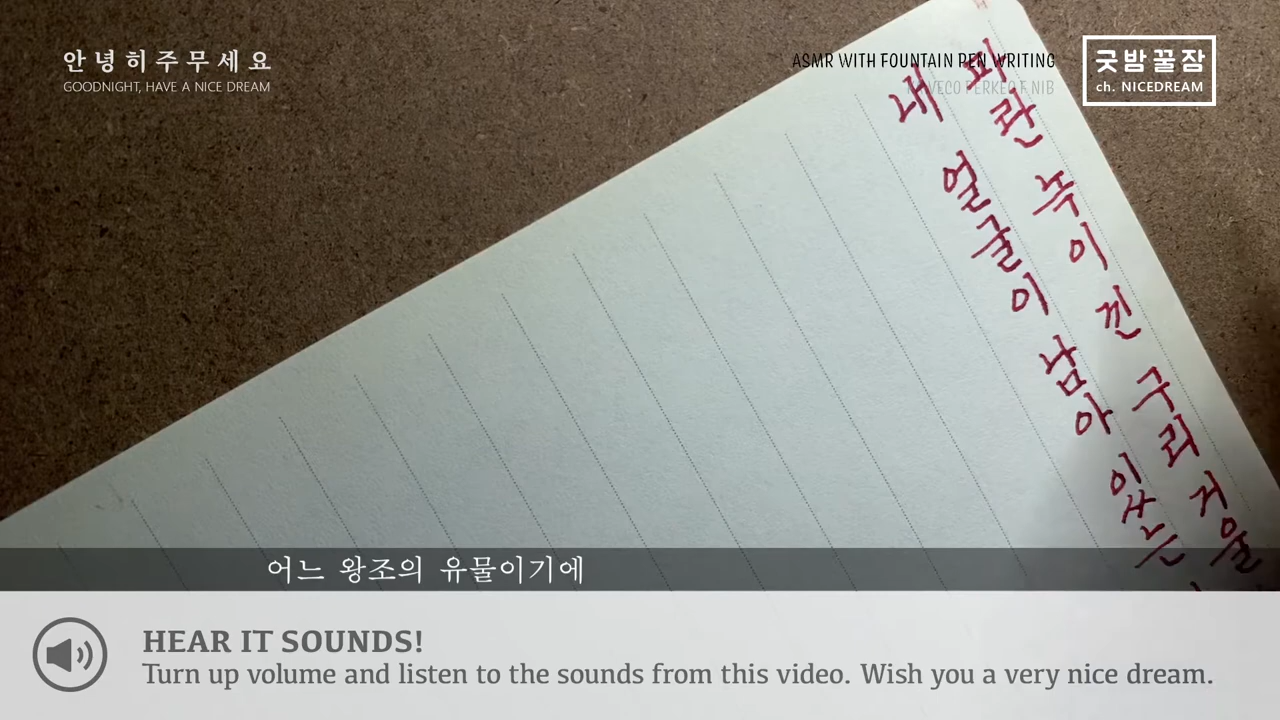 안녕히주무세요
GOODNIGHT, HAVE A NICE DREAM
ASMR WITH FOUNTAIN PEN WRITING
KAVECO PERKEO F NIB
굿밤꿀잠
ch. NICEDREAM
파란 녹이 낀 구리 거울
내 얼굴이 남아 있는
어느 왕조의 유물이기에
HEAR IT SOUNDS!
Turn up volume and listen to the sounds from this video. Wish you a very nice dream.